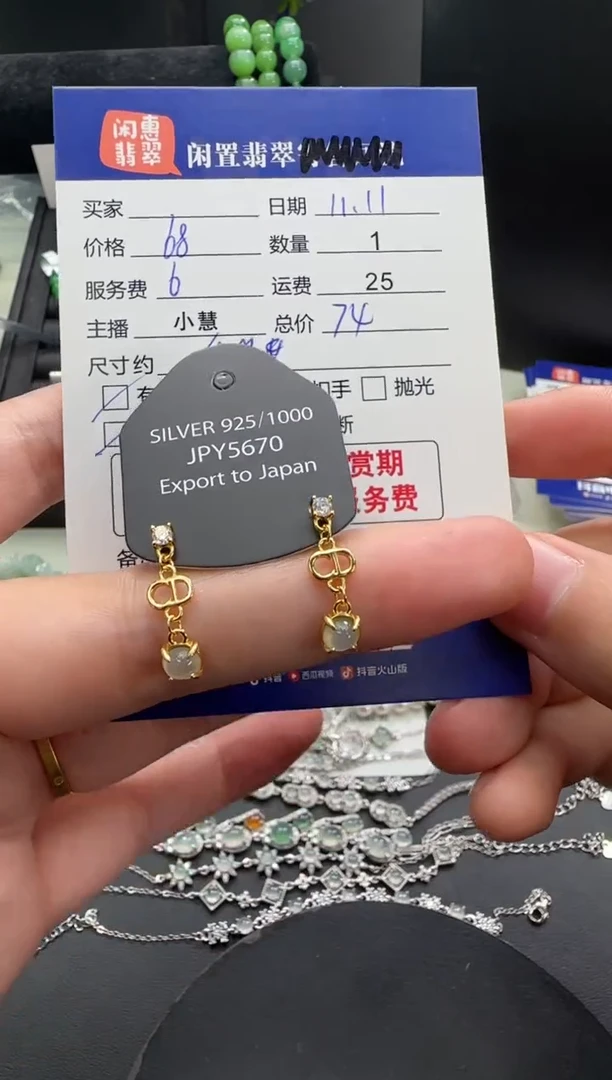 闲惠
翡翠
闲置翡翠
买家 日期 11.11
价格 68 数量 1
服务费 6 运费 25
主播 小慧 总价 74
尺寸约
扣手 抛光
断
SILVER 925/1000
JPY5670
Export to Japan
赏期
服务费
备
抖音 西瓜视频 抖音火山版